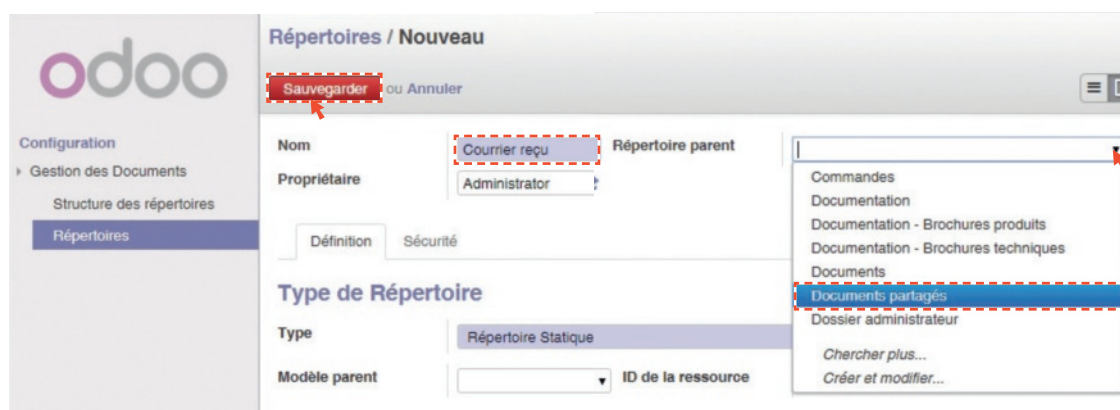 odoo
Répertoires / Nouveau
Sauvegarder ou Annuler
Configuration
Gestion des Documents
Structure des répertoires
Répertoires
Nom
Courrier reçu
Répertoire parent
Propriétaire
Administrator
Commandes
Documentation
Documentation - Brochures produits
Documentation - Brochures techniques
Documents
Documents partagés
Dossier administrateur
Chercher plus...
Créer et modifier...
Définition
Sécurité
Type de Répertoire
Type
Répertoire Statique
Modèle parent
ID de la ressource